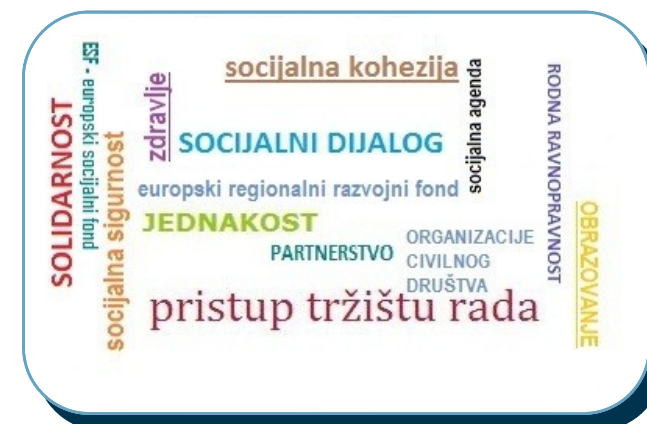 SOLIDARNOST
ESF - europski socijalni fond
socijalna sigurnost
zdravlje
socijalna kohezija
SOCIJALNI DIJALOG
socijalna agenda
europski regionalni razvojni fond
JEDNAKOST
PARTNERSTVO
ORGANIZACIJE
CIVILNOG
DRUŠTVA
pristup tržištu rada
RODNA RAVNOPRAVNOST
OBRAZOVANJE